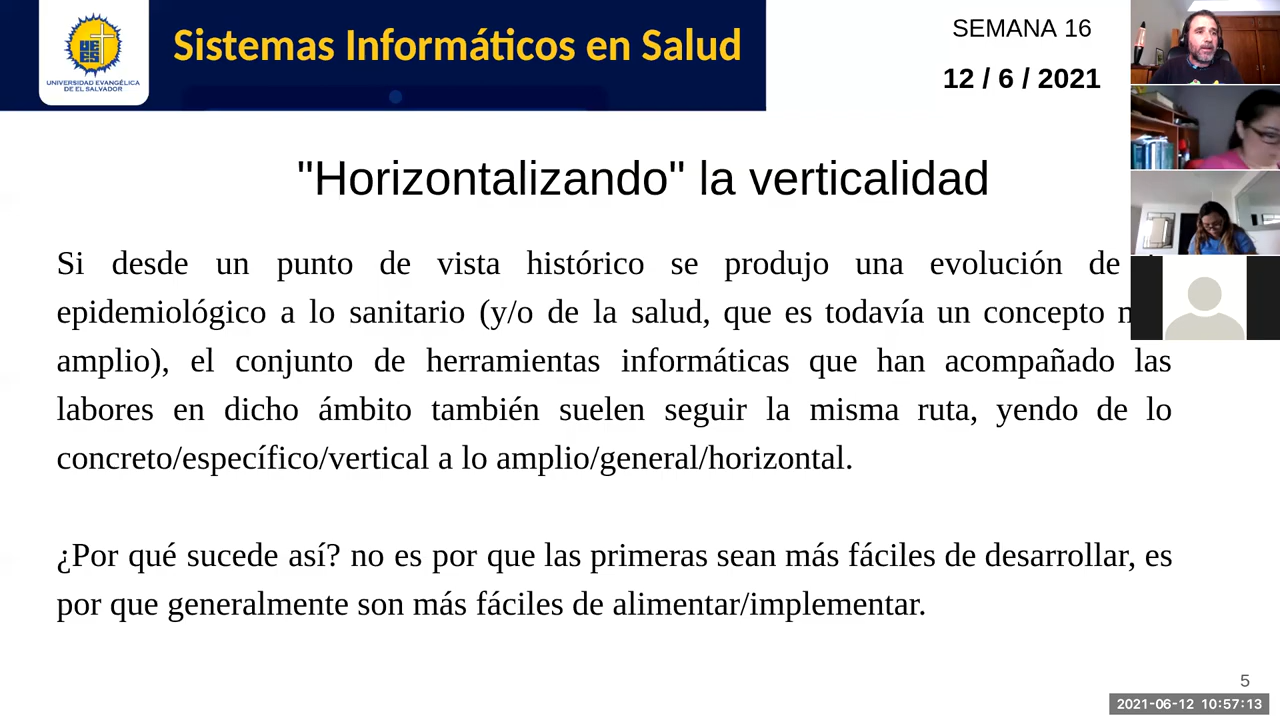 Sistemas Informáticos en Salud
UNIVERSIDAD EVANGÉLICA
DE EL SALVADOR
SEMANA 16
12 / 6 / 2021
"Horizontalizando" la verticalidad
Si desde un punto de vista histórico se produjo una evolución de
epidemiológico a lo sanitario (y/o de la salud, que es todavía un concepto
amplio), el conjunto de herramientas informáticas que han acompañado las
labores en dicho ámbito también suelen seguir la misma ruta, yendo de lo
concreto/específico/vertical a lo amplio/general/horizontal.
¿Por qué sucede así? no es por que las primeras sean más fáciles de desarrollar, es
por que generalmente son más fáciles de alimentar/implementar.
5
2021-06-12 10:57:13